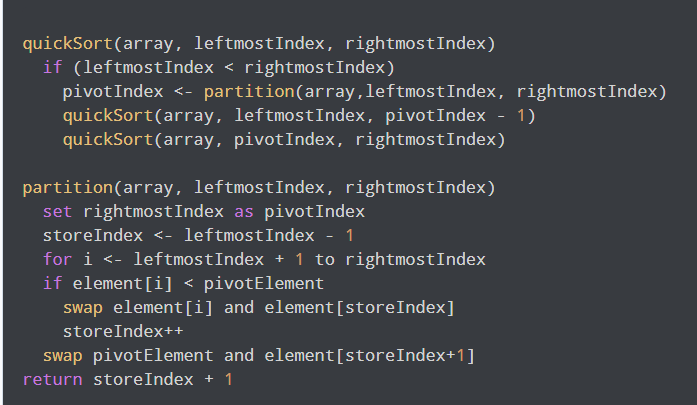 quickSort(array, leftmostIndex, rightmostIndex)
  if (leftmostIndex < rightmostIndex)
    pivotIndex <- partition(array,leftmostIndex, rightmostIndex)
    quickSort(array, leftmostIndex, pivotIndex - 1)
    quickSort(array, pivotIndex, rightmostIndex)

partition(array, leftmostIndex, rightmostIndex)
  set rightmostIndex as pivotIndex
  storeIndex <- leftmostIndex - 1
  for i <- leftmostIndex + 1 to rightmostIndex
  if element[i] < pivotElement
    swap element[i] and element[storeIndex]
    storeIndex++
  swap pivotElement and element[storeIndex+1]
return storeIndex + 1